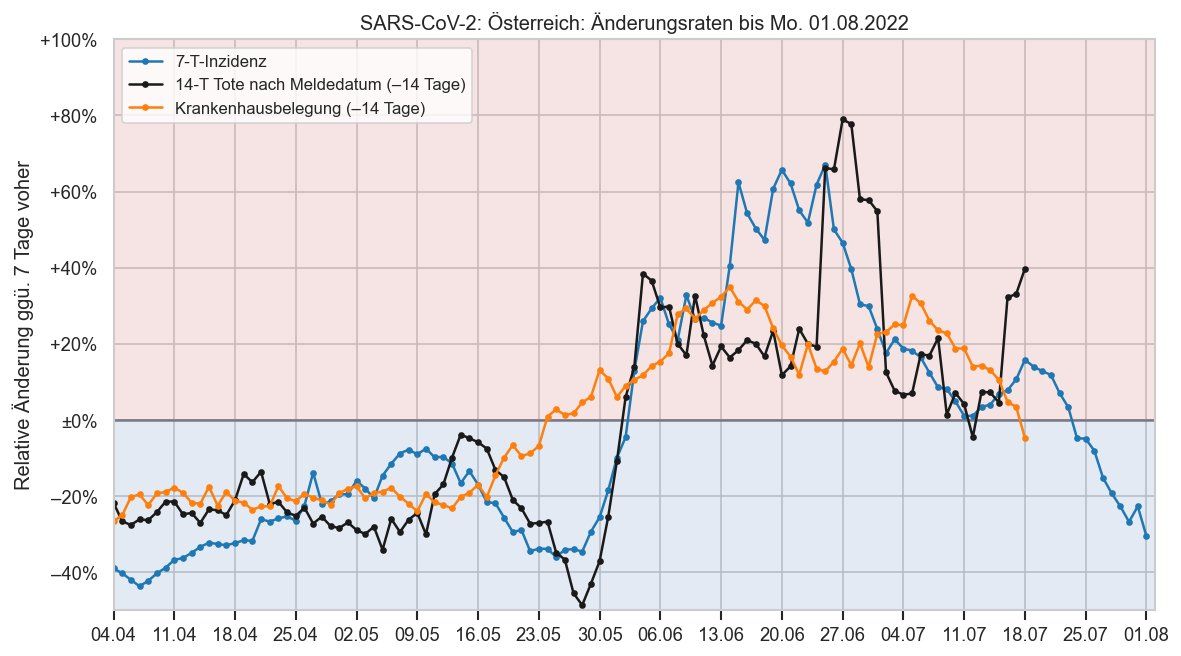 SARS-CoV-2: Österreich: Änderungsraten bis Mo. 01.08.2022
7-T-Inzidenz
14-T Tote nach Meldedatum (–14 Tage)
Krankenhausbelegung (–14 Tage)
Relative Änderung ggü. 7 Tage voher
+100%
+80%
+60%
+40%
+20%
±0%
–20%
–40%
04.04 11.04 18.04 25.04 02.05 09.05 16.05 23.05 30.05 06.06 13.06 20.06 27.06 04.07 11.07 18.07 25.07 01.08